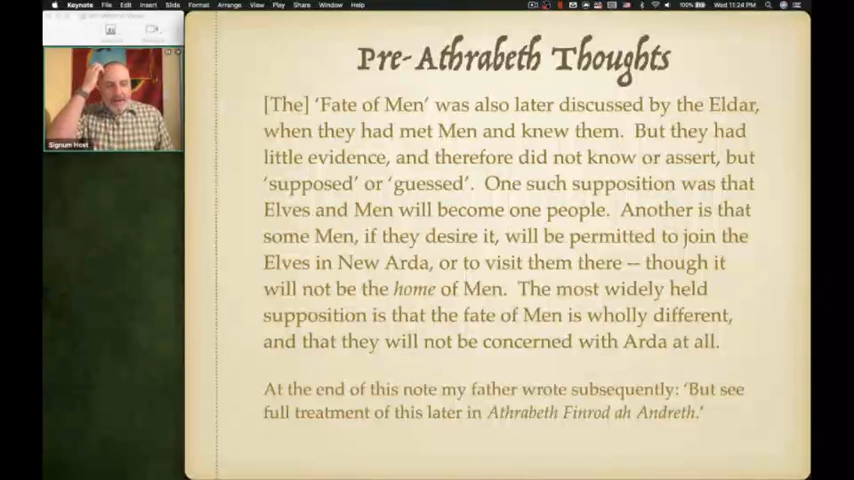 Keynote File Edit Insert Slide Format Arrange View Play Share Window Help 100% Wed 11:24 PM
Signum Host
Pre-Athrabeth Thoughts
[The] ‘Fate of Men’ was also later discussed by the Eldar,
when they had met Men and knew them. But they had
little evidence, and therefore did not know or assert, but
‘supposed’ or ‘guessed’. One such supposition was that
Elves and Men will become one people. Another is that
some Men, if they desire it, will be permitted to join the
Elves in New Arda, or to visit them there – though it
will not be the home of Men. The most widely held
supposition is that the fate of Men is wholly different,
and that they will not be concerned with Arda at all.
At the end of this note my father wrote subsequently: ‘But see
full treatment of this later in Athrabeth Finrod ah Andreth.’